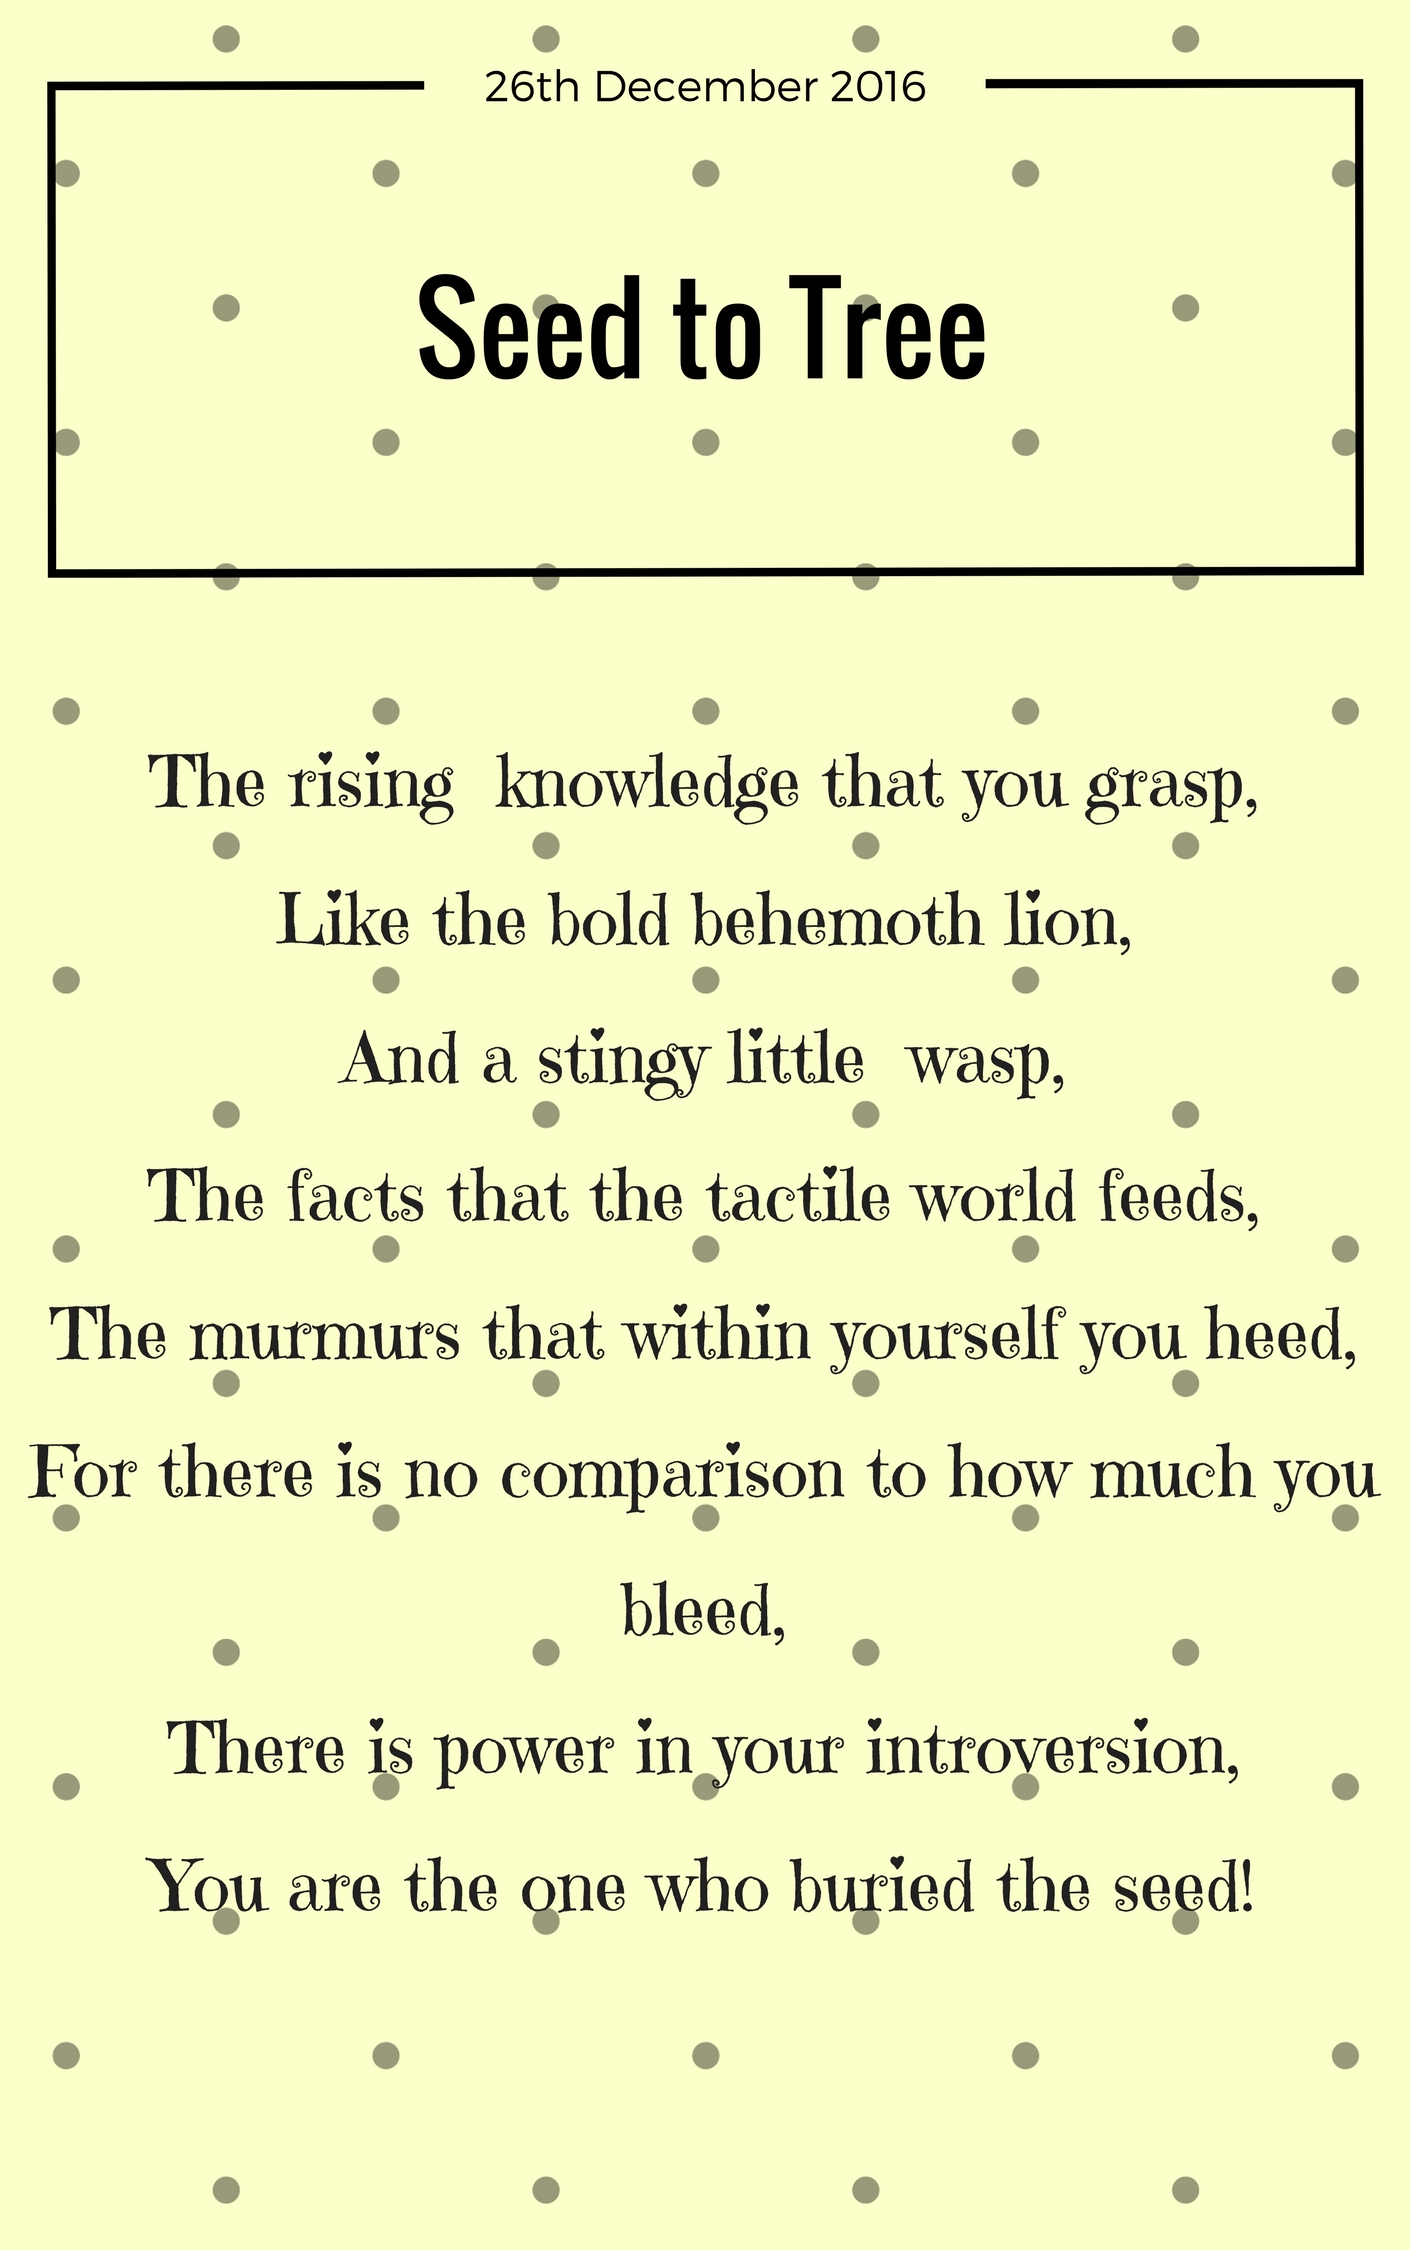 26th December 2016
Seed to Tree
The rising knowledge that you grasp,
Like the bold behemoth lion,
And a stingy little wasp,
The facts that the tactile world feeds,
The murmurs that within yourself you heed,
For there is no comparison to how much you
bleed,
There is power in your introversion,
You are the one who buried the seed!